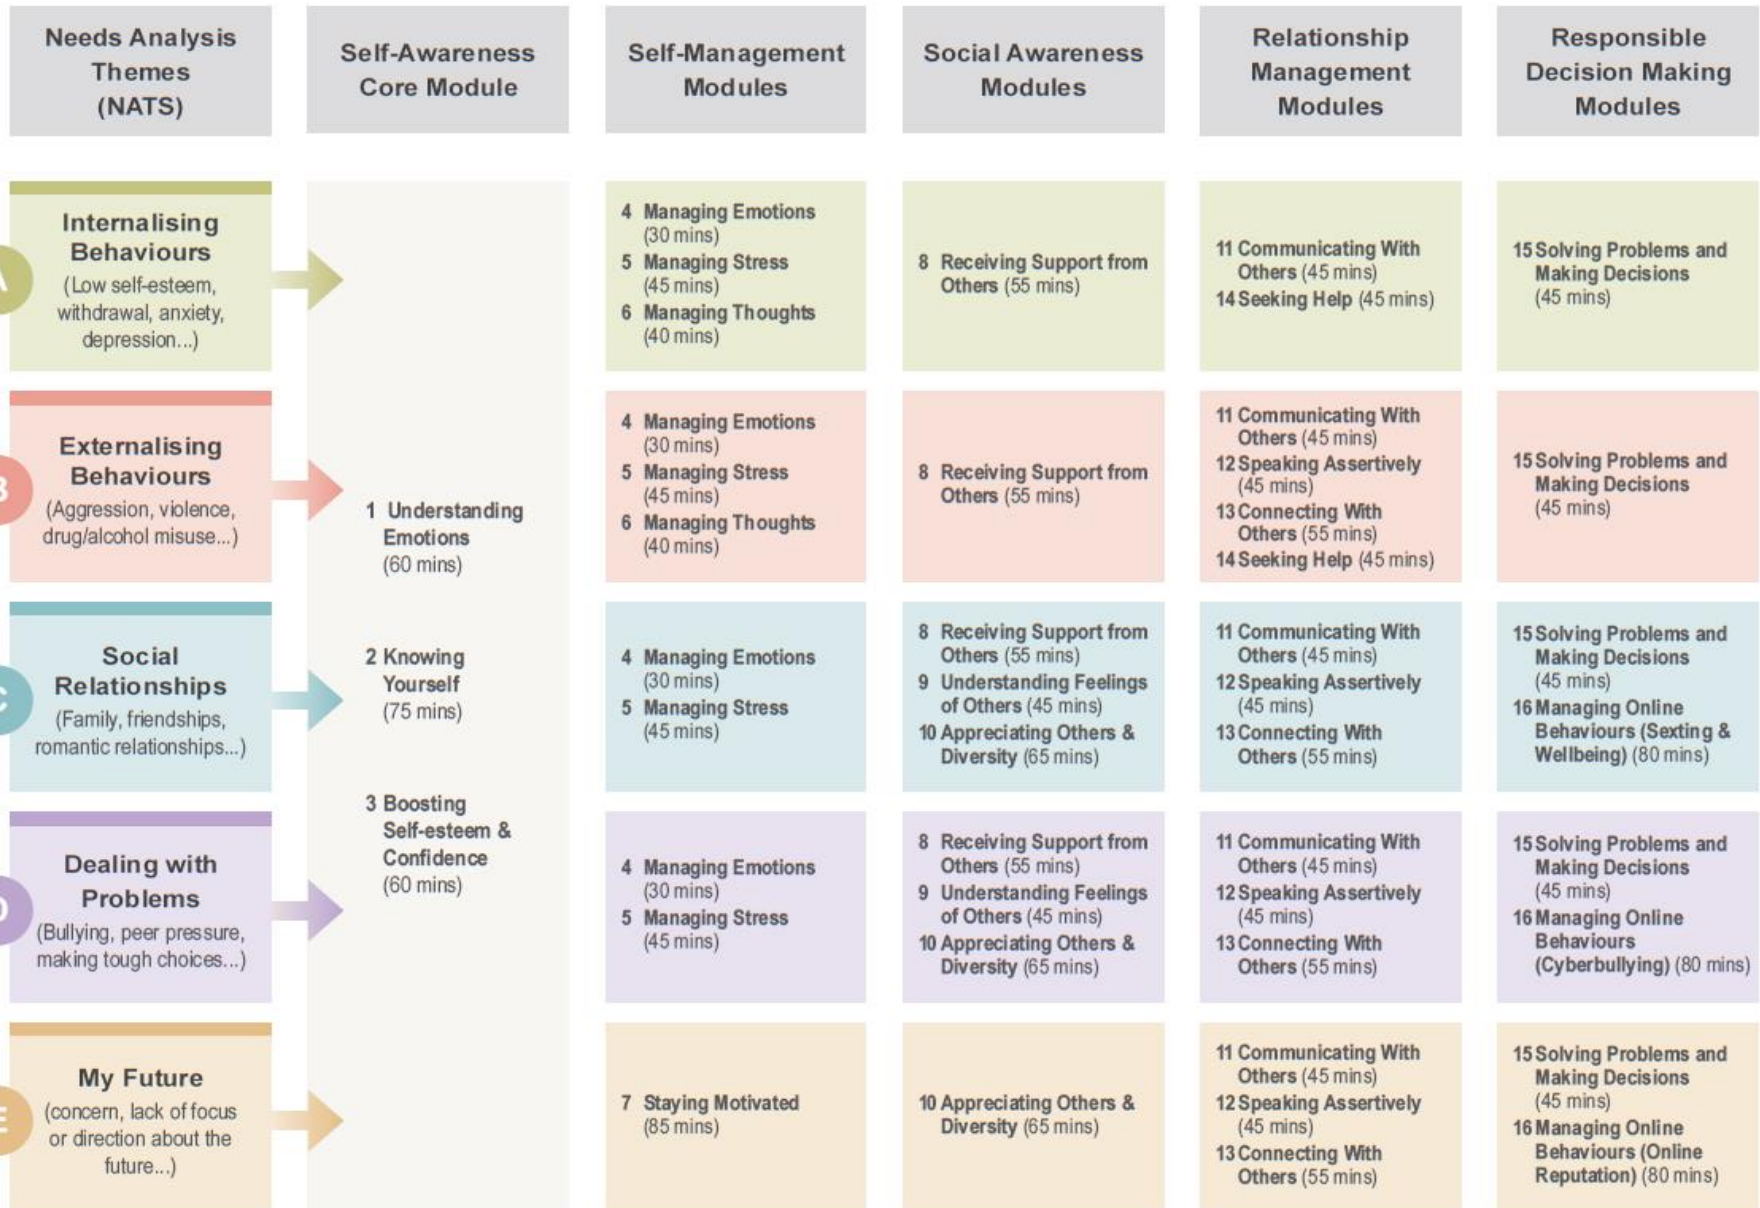 Needs Analysis
Themes
(NATS)
Self-Awareness
Core Module
Self-Management
Modules
Social Awareness
Modules
Relationship
Management
Modules
Responsible
Decision Making
Modules
A
Internalising
Behaviours
(Low self-esteem,
withdrawal, anxiety,
depression...)
4 Managing Emotions
(30 mins)
5 Managing Stress
(45 mins)
6 Managing Thoughts
(40 mins)
8 Receiving Support from
Others (55 mins)
11 Communicating With
Others (45 mins)
14 Seeking Help (45 mins)
15 Solving Problems and
Making Decisions
(45 mins)
B
Externalising
Behaviours
(Aggression, violence,
drug/alcohol misuse...)
1 Understanding
Emotions
(60 mins)
2 Knowing
Yourself
(75 mins)
3 Boosting
Self-esteem &
Confidence
(60 mins)
4 Managing Emotions
(30 mins)
5 Managing Stress
(45 mins)
6 Managing Thoughts
(40 mins)
8 Receiving Support from
Others (55 mins)
11 Communicating With
Others (45 mins)
12 Speaking Assertively
(45 mins)
13 Connecting With
Others (55 mins)
14 Seeking Help (45 mins)
15 Solving Problems and
Making Decisions
(45 mins)
C
Social
Relationships
(Family, friendships,
romantic relationships...)
4 Managing Emotions
(30 mins)
5 Managing Stress
(45 mins)
8 Receiving Support from
Others (55 mins)
9 Understanding Feelings
of Others (45 mins)
10 Appreciating Others &
Diversity (65 mins)
11 Communicating With
Others (45 mins)
12 Speaking Assertively
(45 mins)
13 Connecting With
Others (55 mins)
15 Solving Problems and
Making Decisions
(45 mins)
16 Managing Online
Behaviours (Sexting &
Wellbeing) (80 mins)
D
Dealing with
Problems
(Bullying, peer pressure,
making tough choices...)
4 Managing Emotions
(30 mins)
5 Managing Stress
(45 mins)
8 Receiving Support from
Others (55 mins)
9 Understanding Feelings
of Others (45 mins)
10 Appreciating Others &
Diversity (65 mins)
11 Communicating With
Others (45 mins)
12 Speaking Assertively
(45 mins)
13 Connecting With
Others (55 mins)
15 Solving Problems and
Making Decisions
(45 mins)
16 Managing Online
Behaviours
(Cyberbullying) (80 mins)
E
My Future
(concern, lack of focus
or direction about the
future...)
7 Staying Motivated
(85 mins)
10 Appreciating Others &
Diversity (65 mins)
11 Communicating With
Others (45 mins)
12 Speaking Assertively
(45 mins)
13 Connecting With
Others (55 mins)
15 Solving Problems and
Making Decisions
(45 mins)
16 Managing Online
Behaviours (Online
Reputation) (80 mins)